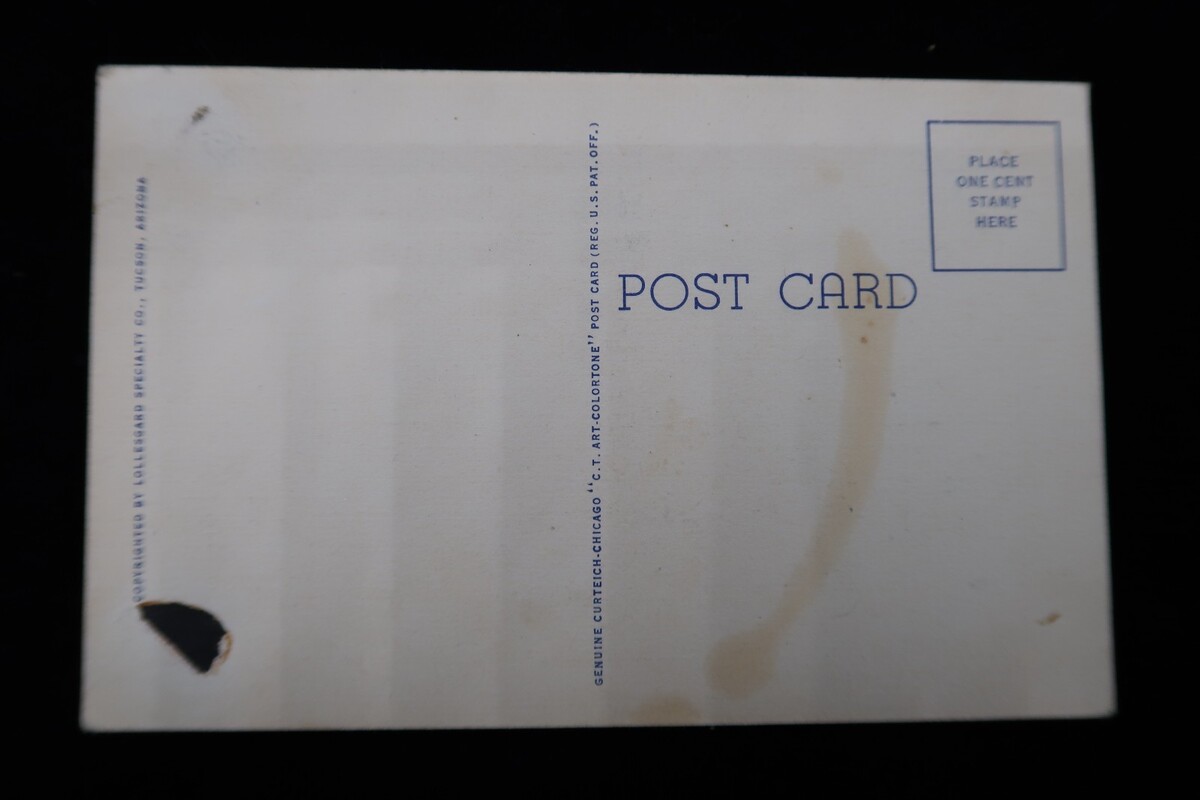 COPYRIGHTED BY LOLLESGARD SPECIALTY CO., TUCSON, ARIZONA
GENUINE CURTEICH-CHICAGO "C.T. ART-COLORTONE" POST CARD (REG. U.S. PAT. OFF.)
POST CARD
PLACE
ONE CENT
STAMP
HERE